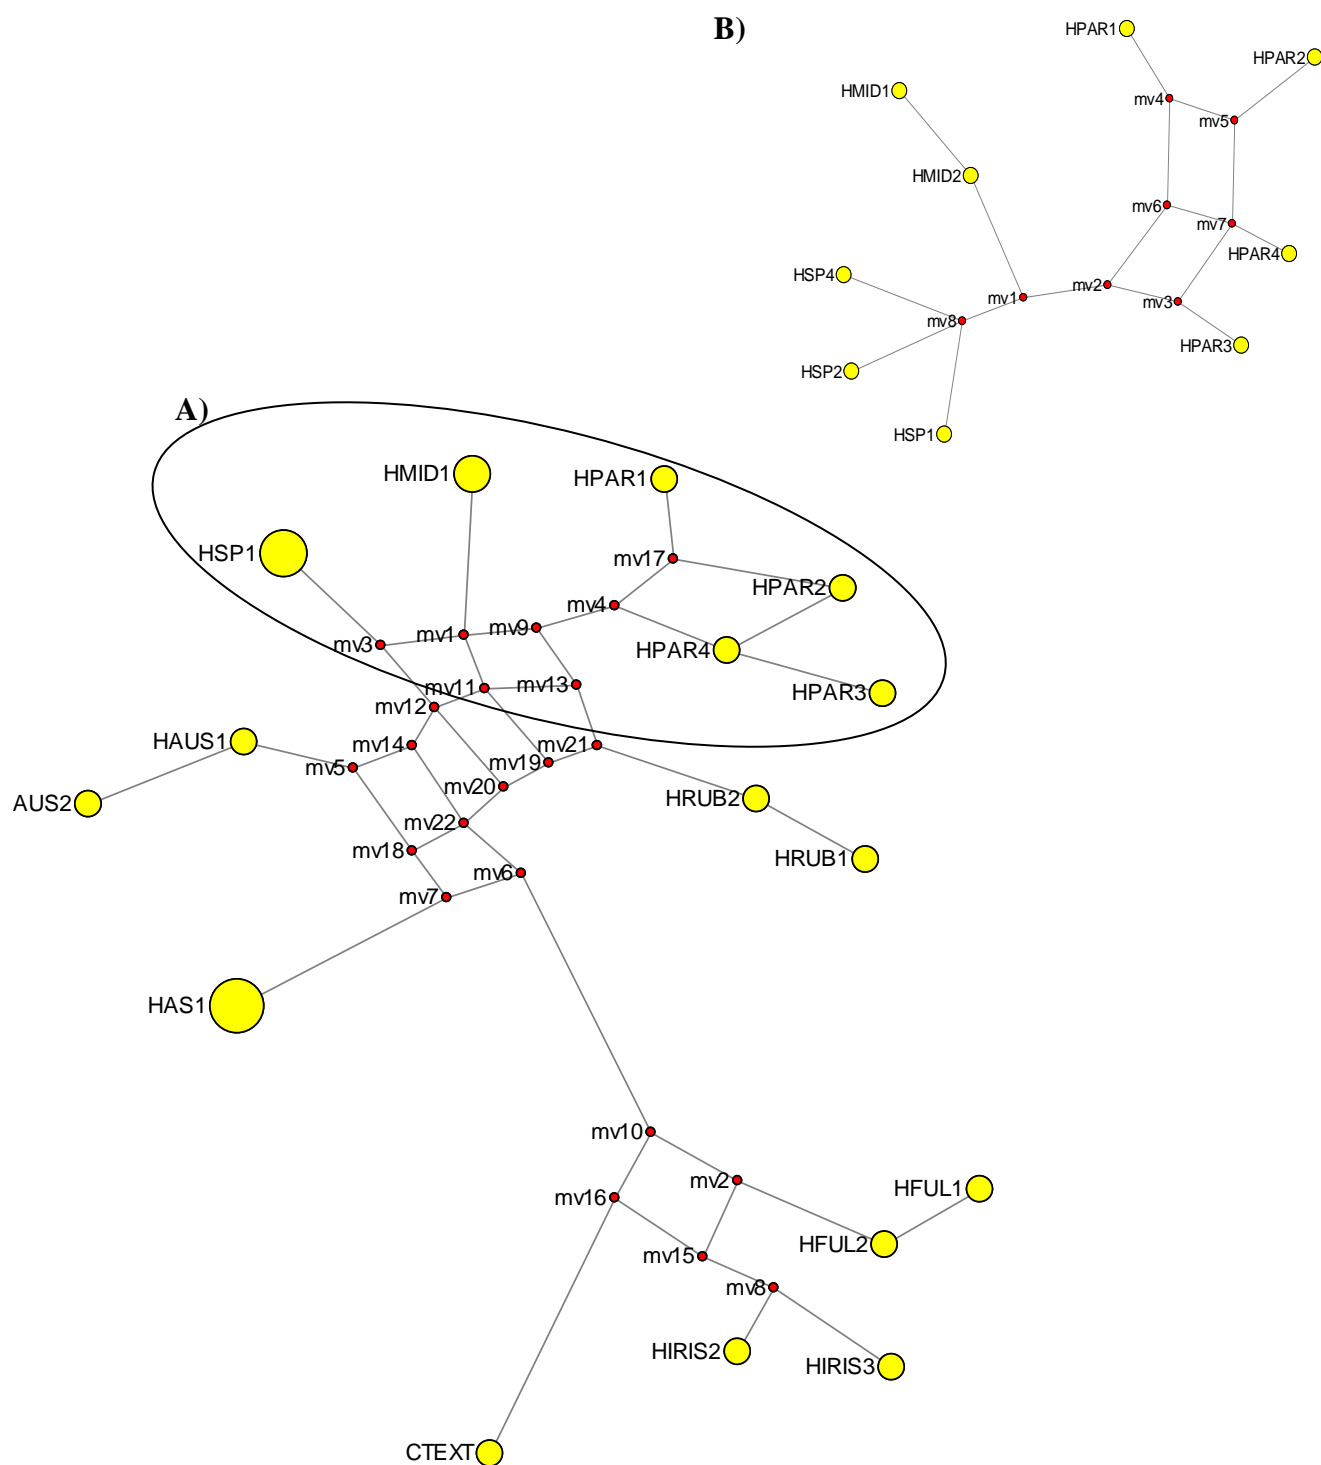 B)
HPAR1
HPAR2
HMID1
mv4
mv5
HMID2
mv6
mv7
HPAR4
HSP4
mv2
mv1
mv3
mv8
HPAR3
HSP2
HSP1
A)
HMID1
HPAR1
HSP1
mv17
HPAR2
mv4
mv9
mv1
mv3
HPAR4
mv11
mv13
HPAR3
mv12
HAUS1
mv14
mv21
mv19
mv5
mv20
AUS2
HRUB2
mv22
mv18
HRUB1
mv6
mv7
HAS1
mv10
mv2
HFUL1
mv16
HFUL2
mv15
mv8
HIRIS2
HIRIS3
CTEXT